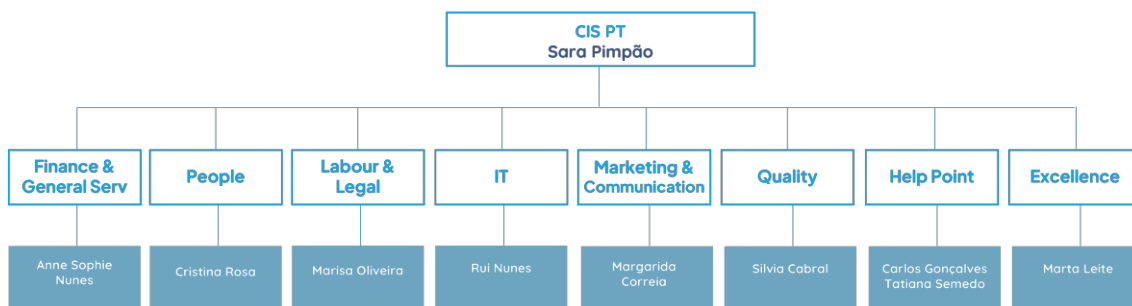 CIS PT
Sara Pimpão
Finance &
General Serv
People
Labour &
Legal
IT
Marketing &
Communication
Quality
Help Point
Excellence
Anne Sophie
Nunes
Cristina Rosa
Marisa Oliveira
Rui Nunes
Margarida
Correia
Silvia Cabral
Carlos Gonçalves
Tatiana Semedo
Marta Leite